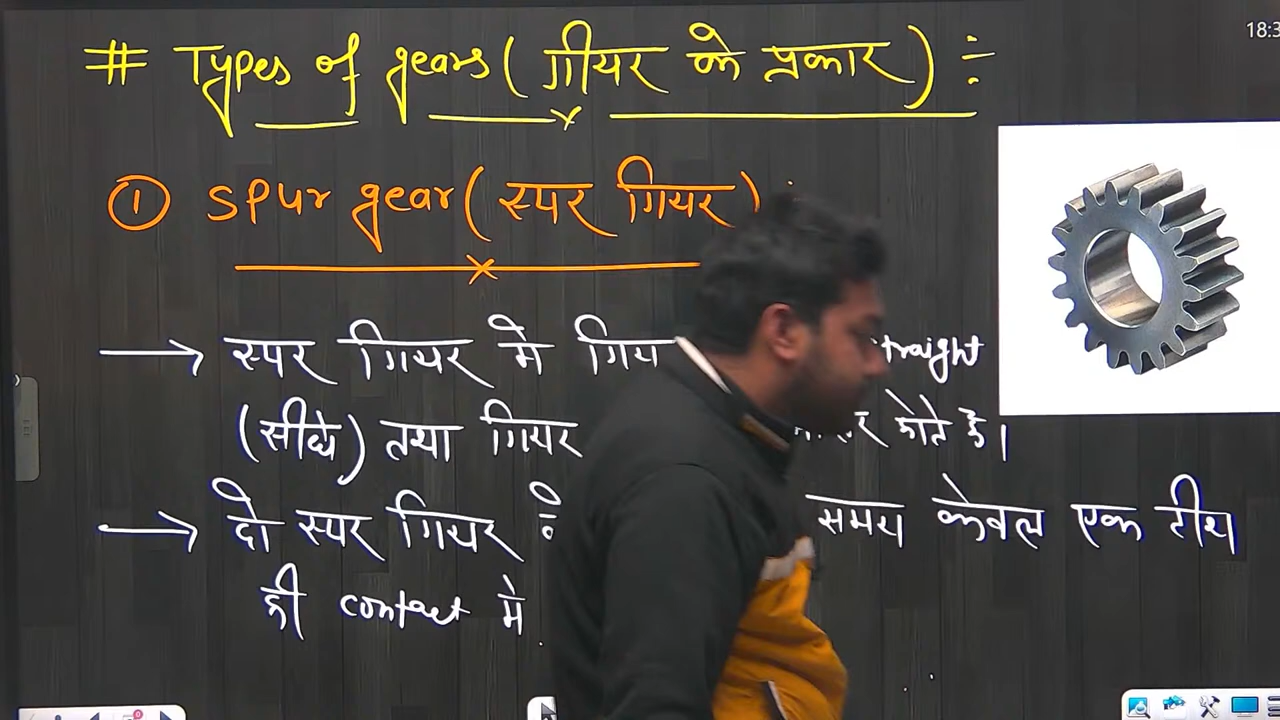 # Types of gears (गीयर के प्रकार) ÷
18:3
① Spur gear (स्पर गियर) :
→ स्पर गियर मे गिय traight
(सीधे) तथा गियर होते है।
→ दो स्पर गियर के समय केवल एक टीथ
ही contact मे